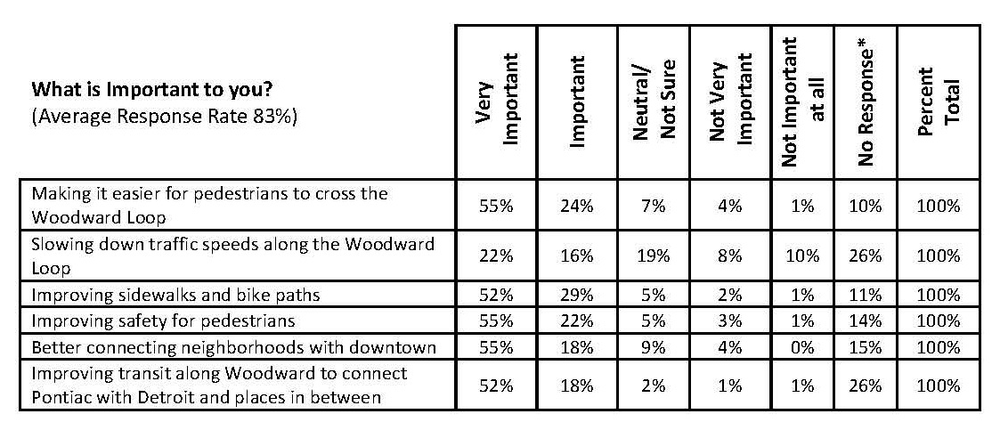 What is Important to you?
(Average Response Rate 83%)
Very
Important
Important
Neutral/
Not Sure
Not Very
Important
Not Important
at all
No Response*
Percent
Total
Making it easier for pedestrians to cross the
Woodward Loop
55% 24% 7% 4% 1% 10% 100%
Slowing down traffic speeds along the Woodward
Loop
22% 16% 19% 8% 10% 26% 100%
Improving sidewalks and bike paths 52% 29% 5% 2% 1% 11% 100%
Improving safety for pedestrians 55% 22% 5% 3% 1% 14% 100%
Better connecting neighborhoods with downtown 55% 18% 9% 4% 0% 15% 100%
Improving transit along Woodward to connect
Pontiac with Detroit and places in between
52% 18% 2% 1% 1% 26% 100%